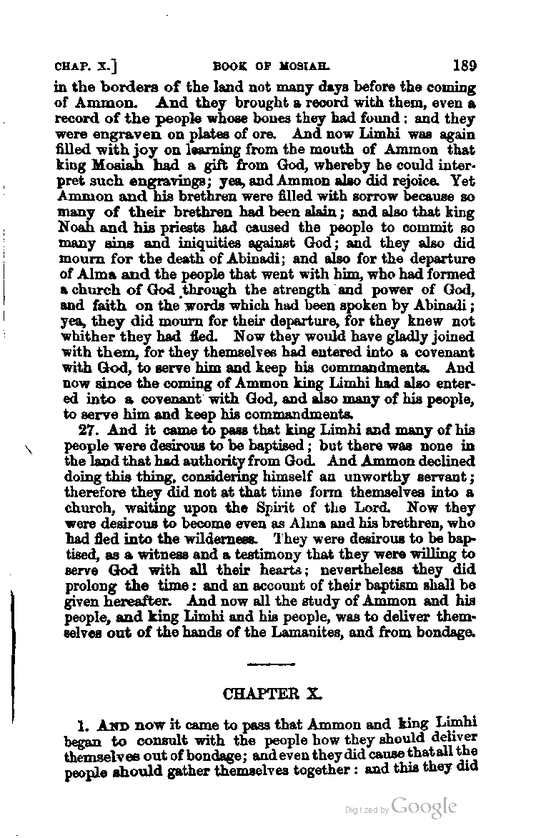 CHAP. X.] BOOK OF MOSIAH. 189
in the borders of the land not many days before the coming
of Ammon. And they brought a record with them, even a
record of the people whose bones they had found: and they
were engraven on plates of ore. And now Limhi was again
filled with joy on learning from the mouth of Ammon that
king Mosiah had a gift from God, whereby he could inter-
pret such engravings; yea, and Ammon also did rejoice. Yet
Ammon and his brethren were filled with sorrow because so
many of their brethren had been slain; and also that king
Noah and his priests had caused the people to commit so
many sins and iniquities against God; and they also did
mourn for the death of Abinadi; and also for the departure
of Alma and the people that went with him, who had formed
a church of God through the strength and power of God,
and faith on the words which had been spoken by Abinadi;
yea, they did mourn for their departure, for they knew not
whither they had fled. Now they would have gladly joined
with them, for they themselves had entered into a covenant
with God, to serve him and keep his commandments. And
now since the coming of Ammon king Limhi had also enter-
ed into a covenant with God, and also many of his people,
to serve him and keep his commandments.
27. And it came to pass that king Limhi and many of his
people were desirous to be baptised; but there was none in
the land that had authority from God. And Ammon declined
doing this thing, considering himself an unworthy servant;
therefore they did not at that time form themselves into a
church, waiting upon the Spirit of the Lord. Now they
were desirous to become even as Alma and his brethren, who
had fled into the wilderness. They were desirous to be bap-
tised, as a witness and a testimony that they were willing to
serve God with all their hearts; nevertheless they did
prolong the time: and an account of their baptism shall be
given hereafter. And now all the study of Ammon and his
people, and king Limhi and his people, was to deliver them-
selves out of the hands of the Lamanites, and from bondage.
CHAPTER X.
1. AND now it came to pass that Ammon and king Limhi
began to consult with the people how they should deliver
themselves out of bondage; and even they did cause that all the
people should gather themselves together: and this they did
Digitized by Google